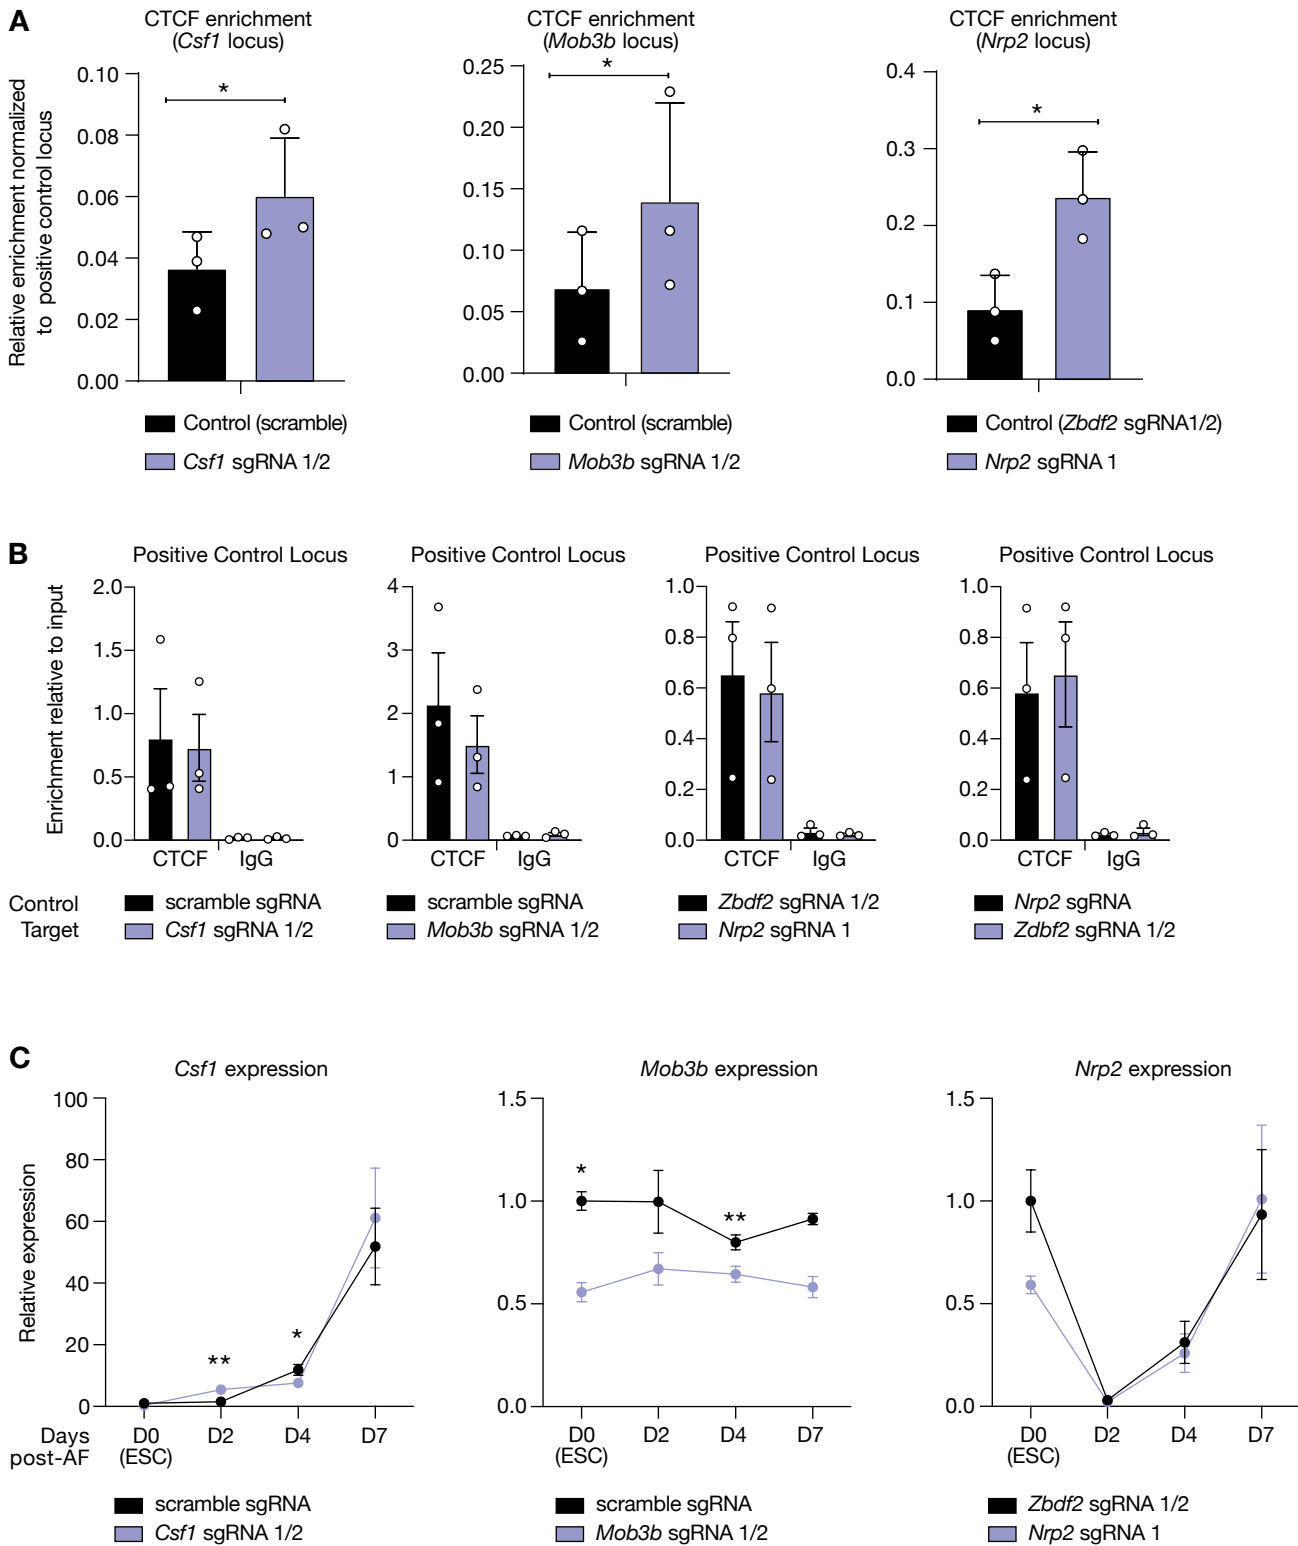 A
CTCF enrichment
(Csf1 locus)
CTCF enrichment
(Mob3b locus)
CTCF enrichment
(Nrp2 locus)
Relative enrichment normalized
to positive control locus
0.10
0.08
0.06
0.04
0.02
0.00
*
0.25
0.20
0.15
0.10
0.05
0.00
*
0.4
0.3
0.2
0.1
0.0
*
Control (scramble)
Csf1 sgRNA 1/2
Control (scramble)
Mob3b sgRNA 1/2
Control (Zbdf2 sgRNA1/2)
Nrp2 sgRNA 1
B
Positive Control Locus
Positive Control Locus
Positive Control Locus
Positive Control Locus
Enrichment relative to input
2.0
1.5
1.0
0.5
0.0
CTCF
IgG
4
3
2
1
0
CTCF
IgG
1.0
0.8
0.6
0.4
0.2
0.0
CTCF
IgG
1.0
0.8
0.6
0.4
0.2
0.0
CTCF
IgG
Control
Target
scramble sgRNA
Csf1 sgRNA 1/2
scramble sgRNA
Mob3b sgRNA 1/2
Zbdf2 sgRNA 1/2
Nrp2 sgRNA 1
Nrp2 sgRNA
Zdbf2 sgRNA 1/2
C
Csf1 expression
Mob3b expression
Nrp2 expression
Relative expression
100
80
60
40
20
0
**
*
Days
post-AF
D0
(ESC)
D2
D4
D7
1.5
1.0
0.5
0.0
*
**
D0
(ESC)
D2
D4
D7
1.5
1.0
0.5
0.0
D0
(ESC)
D2
D4
D7
scramble sgRNA
Csf1 sgRNA 1/2
scramble sgRNA
Mob3b sgRNA 1/2
Zbdf2 sgRNA 1/2
Nrp2 sgRNA 1